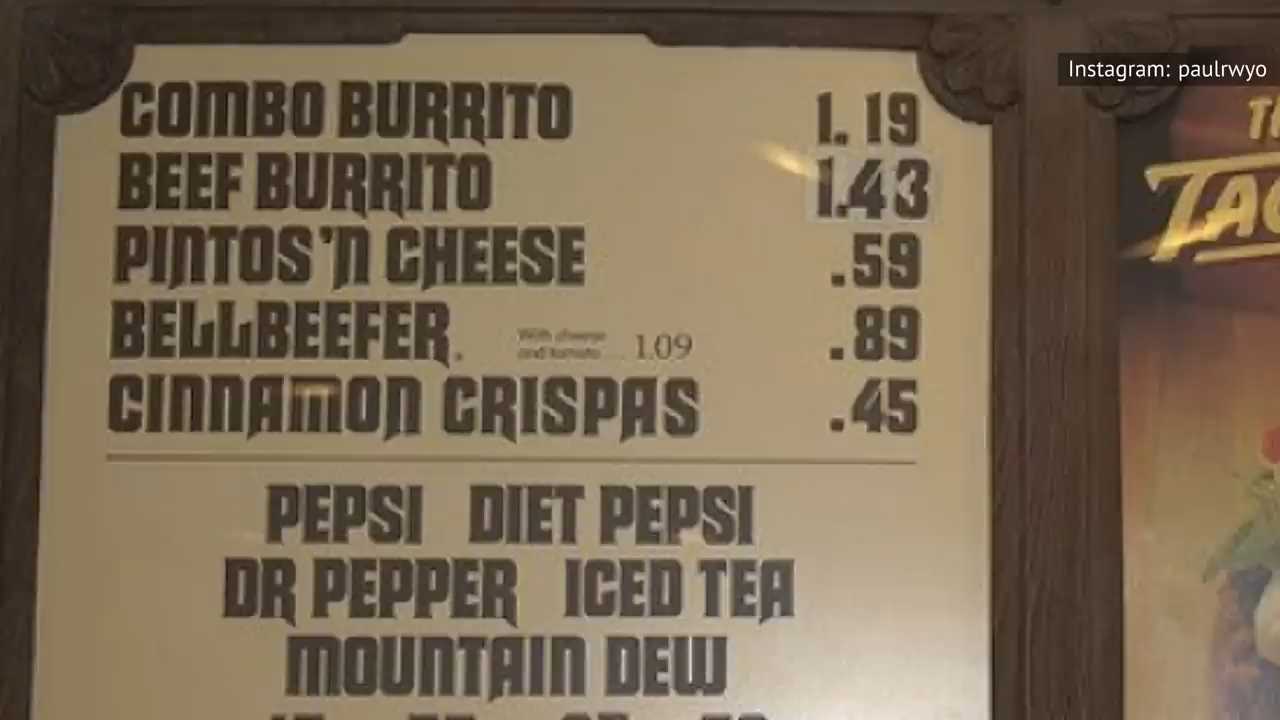 Instagram: paulrwyo
COMBO BURRITO 1.19
BEEF BURRITO 1.43
PINTOS 'N CHEESE .59
BELLBEEFER. With cheese and tomato 1.09 .89
CINNAMON CRISPAS .45
PEPSI DIET PEPSI
DR PEPPER ICED TEA
MOUNTAIN DEW